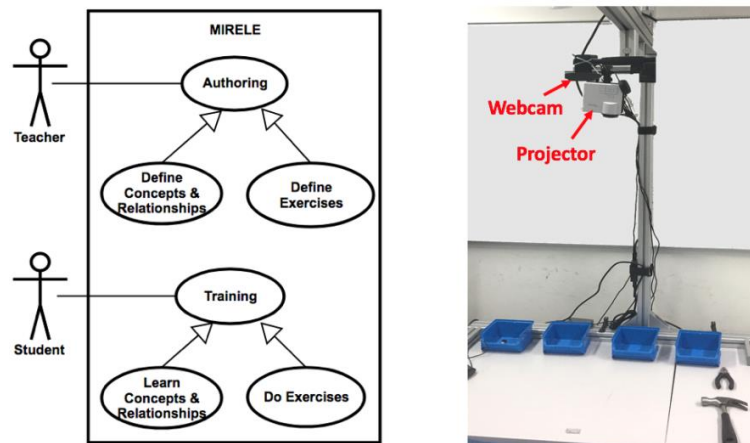 MIRELE
Authoring
Teacher
Define
Concepts &
Relationships
Define
Exercises
Training
Student
Learn
Concepts &
Relationships
Do Exercises
Webcam
Projector